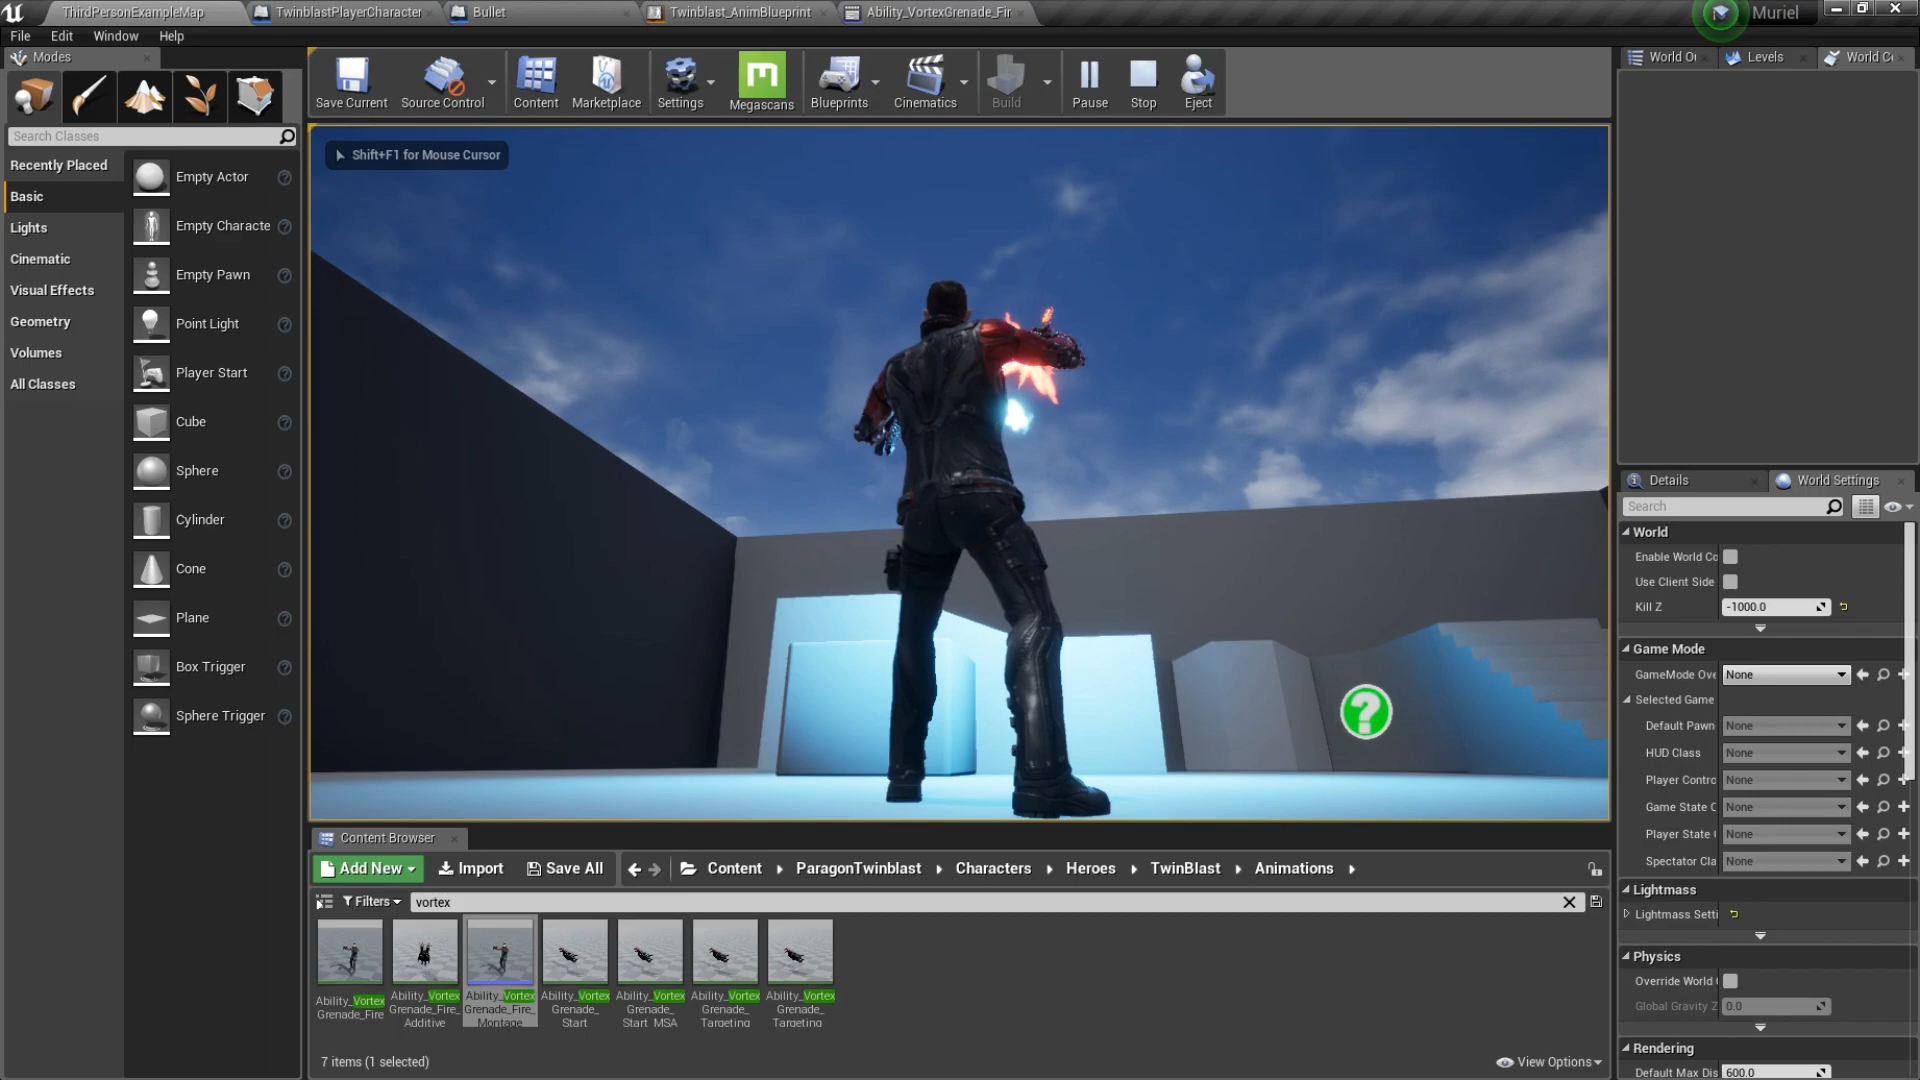 ThirdPersonExampleMap
TwinblastPlayerCharacter
Bullet
Twinblast_AnimBlueprint
Ability_VortexGrenade_Fir
Muriel
File
Edit
Window
Help
Modes
Search Classes
Recently Placed
Basic
Lights
Cinematic
Visual Effects
Geometry
Volumes
All Classes
Empty Actor
Empty Characte
Empty Pawn
Point Light
Player Start
Cube
Sphere
Cylinder
Cone
Plane
Box Trigger
Sphere Trigger
Save Current
Source Control
Content
Marketplace
Settings
Megascans
Blueprints
Cinematics
Build
Pause
Stop
Eject
Shift+F1 for Mouse Cursor
Content Browser
Add New
Import
Save All
Content
ParagonTwinblast
Characters
Heroes
TwinBlast
Animations
Filters
vortex
Ability_Vortex
Grenade_Fire
Ability_Vortex
Grenade_Fire_
Additive
Ability_Vortex
Grenade_Fire_
Montage
Ability_Vortex
Grenade_
Start
Ability_Vortex
Grenade_
Start_MSA
Ability_Vortex
Grenade_
Targeting
Ability_Vortex
Grenade_
Targeting
7 items (1 selected)
View Options
World O
Levels
World C
Details
World Settings
Search
World
Enable World Co
Use Client Side
Kill Z
-1000.0
Game Mode
GameMode Ove
None
Selected Game
Default Pawn
None
HUD Class
None
Player Contro
None
Game State C
None
Player State
None
Spectator Cla
None
Lightmass
Lightmass Setti
Physics
Override World
Global Gravity Z
0.0
Rendering
Default Max Dis
600.0